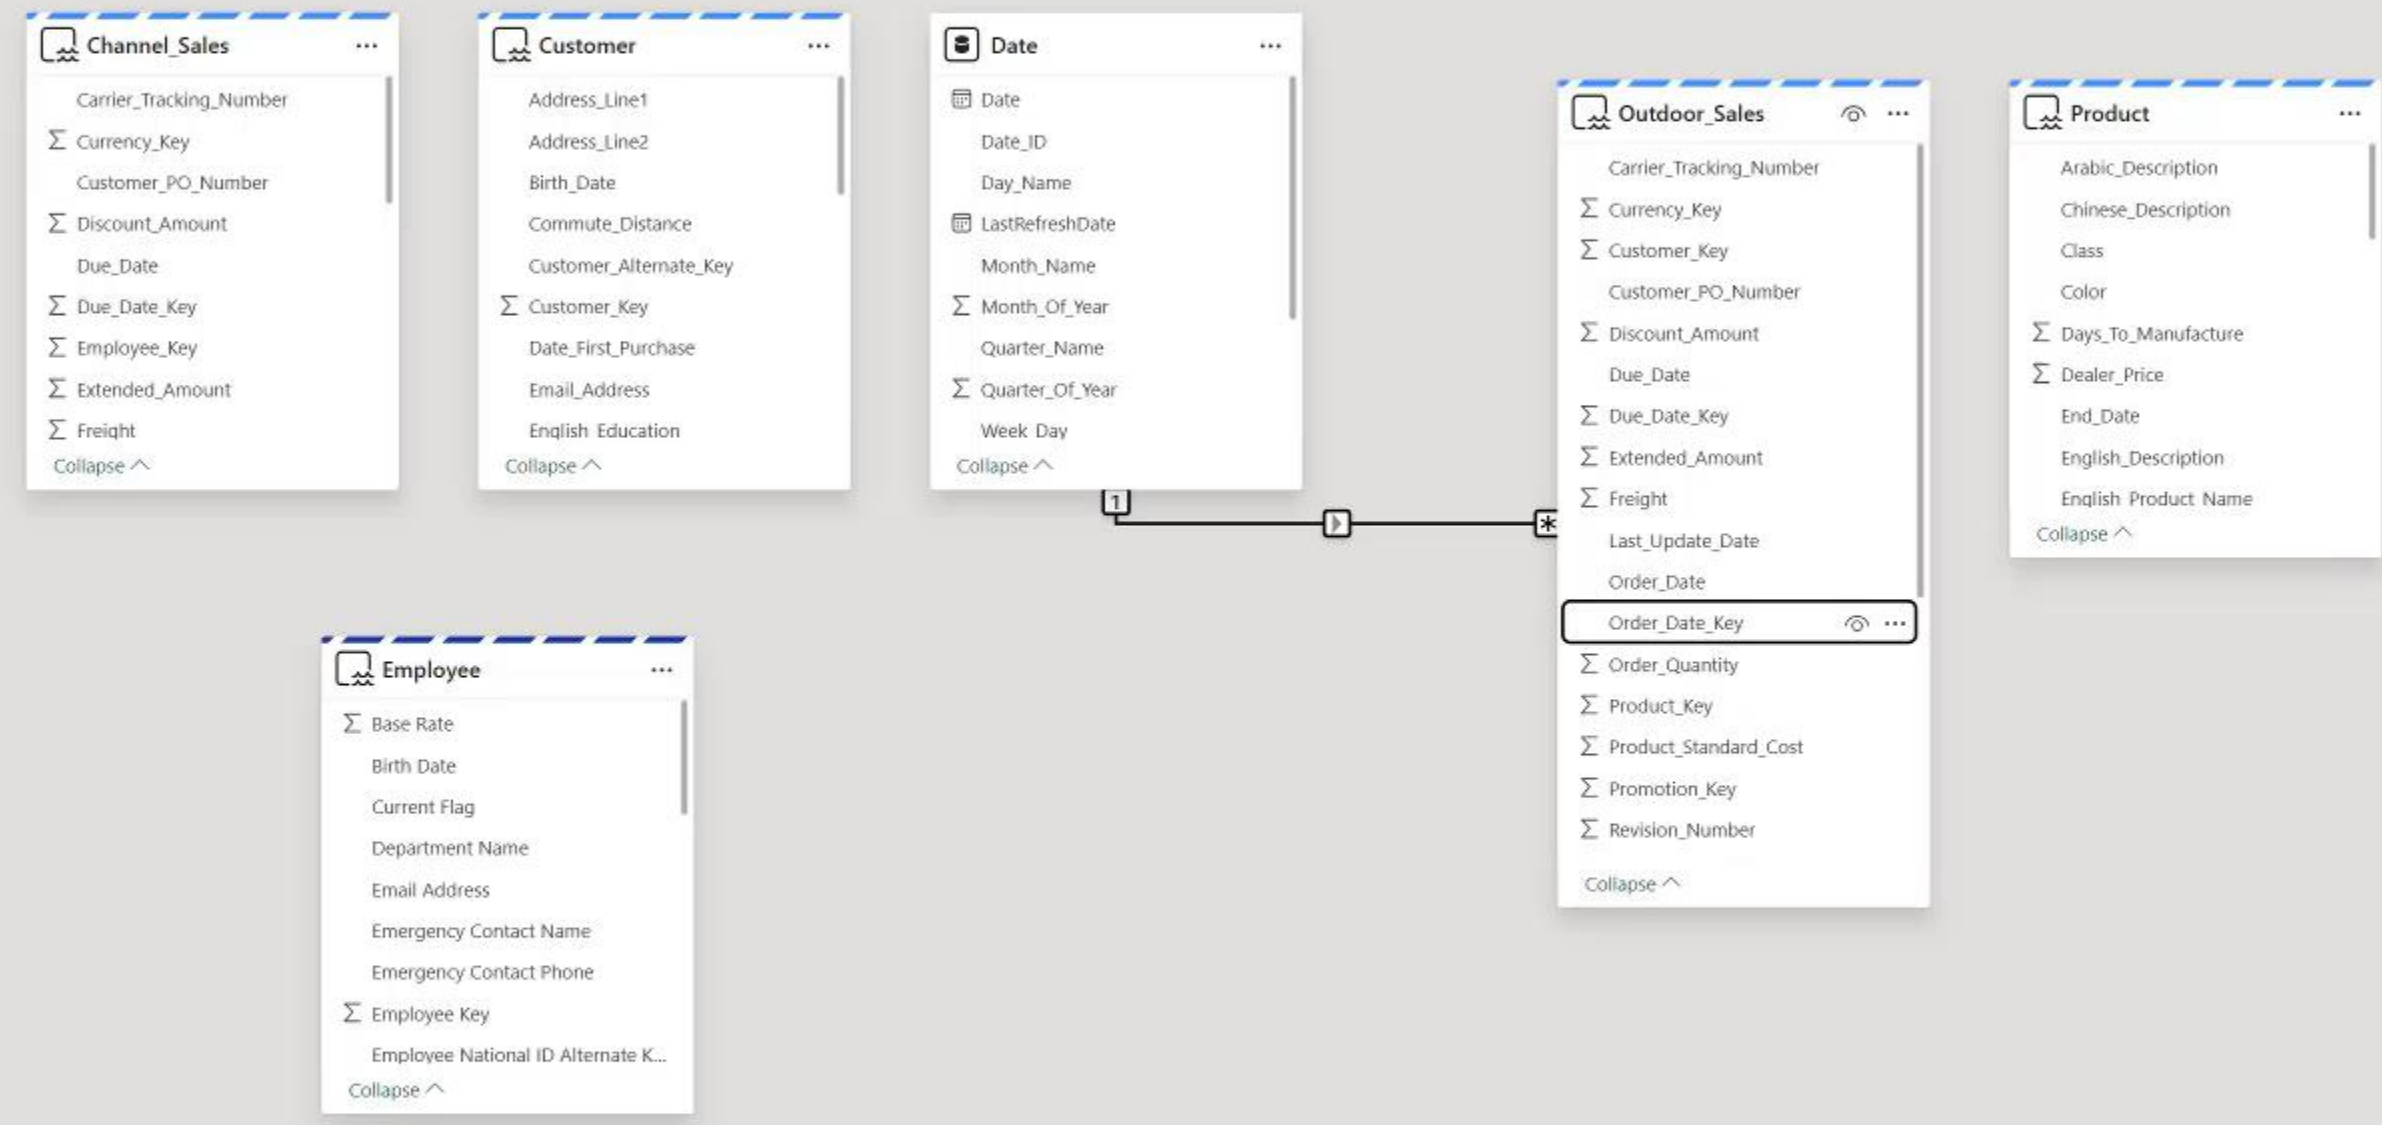 Channel_Sales
Carrier_Tracking_Number
Currency_Key
Customer_PO_Number
Discount_Amount
Due_Date
Due_Date_Key
Employee_Key
Extended_Amount
Freight
Collapse
Customer
Address_Line1
Address_Line2
Birth_Date
Commute_Distance
Customer_Alternate_Key
Customer_Key
Date_First_Purchase
Email_Address
English_Education
Collapse
Date
Date
Date_ID
Day_Name
LastRefreshDate
Month_Name
Month_Of_Year
Quarter_Name
Quarter_Of_Year
Week_Day
Collapse
1
*
Outdoor_Sales
Carrier_Tracking_Number
Currency_Key
Customer_Key
Customer_PO_Number
Discount_Amount
Due_Date
Due_Date_Key
Extended_Amount
Freight
Last_Update_Date
Order_Date
Order_Date_Key
Order_Quantity
Product_Key
Product_Standard_Cost
Promotion_Key
Revision_Number
Collapse
Product
Arabic_Description
Chinese_Description
Class
Color
Days_To_Manufacture
Dealer_Price
End_Date
English_Description
English_Product_Name
Collapse
Employee
Base Rate
Birth Date
Current Flag
Department Name
Email Address
Emergency Contact Name
Emergency Contact Phone
Employee Key
Employee National ID Alternate K...
Collapse